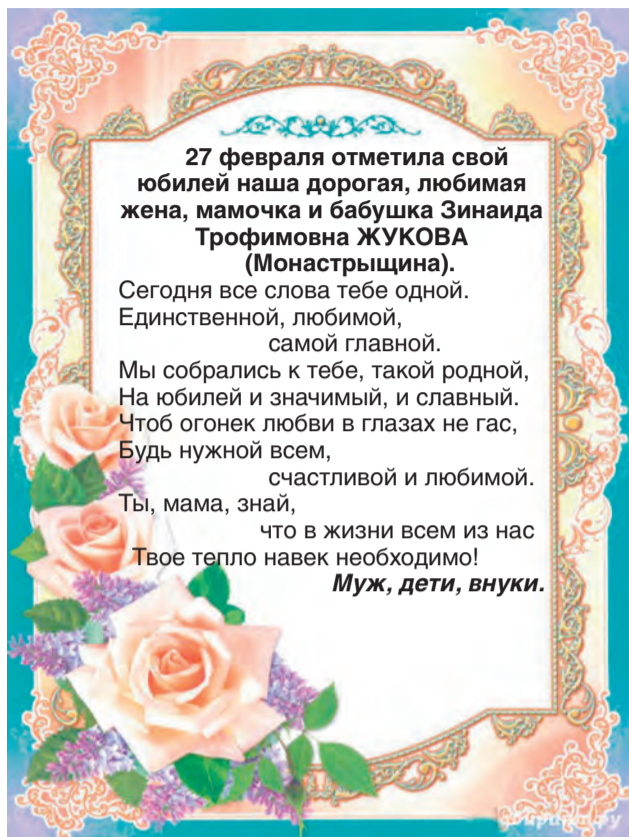 27 февраля отметила свой
юбилей наша дорогая, любимая
жена, мамочка и бабушка Зинаида
Трофимовна ЖУКОВА
(Монастрыщина).
Сегодня все слова тебе одной.
Единственной, любимой,
самой главной.
Мы собрались к тебе, такой родной,
На юбилей и значимый, и славный.
Чтоб огонек любви в глазах не гас,
Будь нужной всем,
счастливой и любимой.
Ты, мама, знай,
что в жизни всем из нас
Твое тепло навек необходимо!
Муж, дети, внуки.